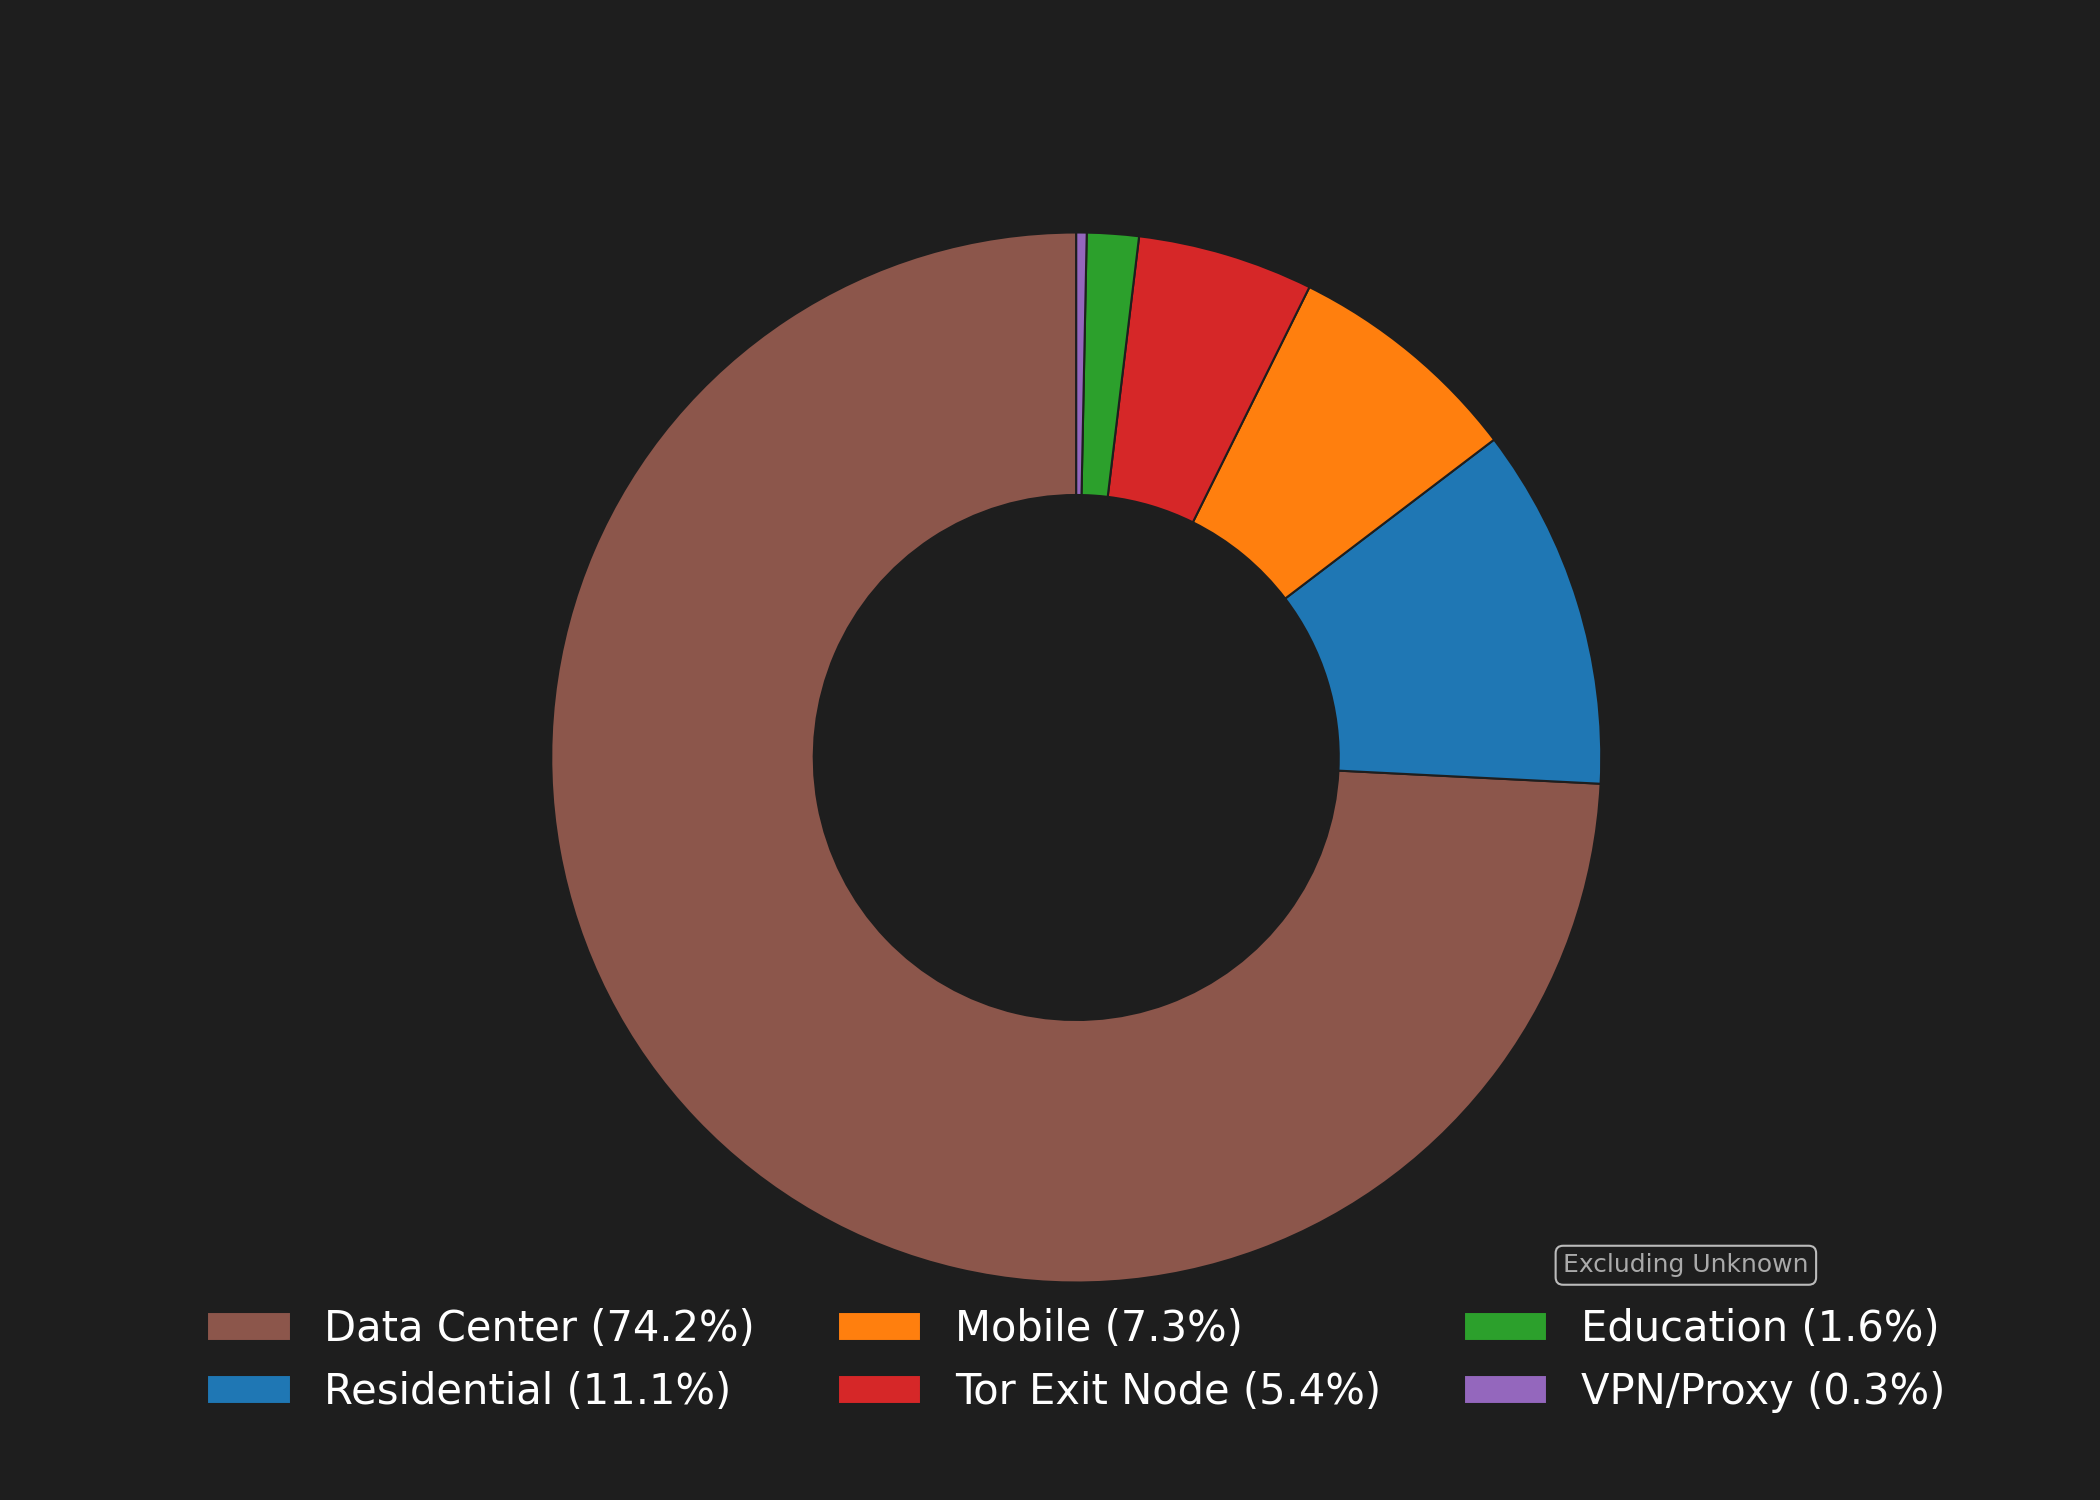 Excluding Unknown
Data Center (74.2%)
Residential (11.1%)
Mobile (7.3%)
Tor Exit Node (5.4%)
Education (1.6%)
VPN/Proxy (0.3%)